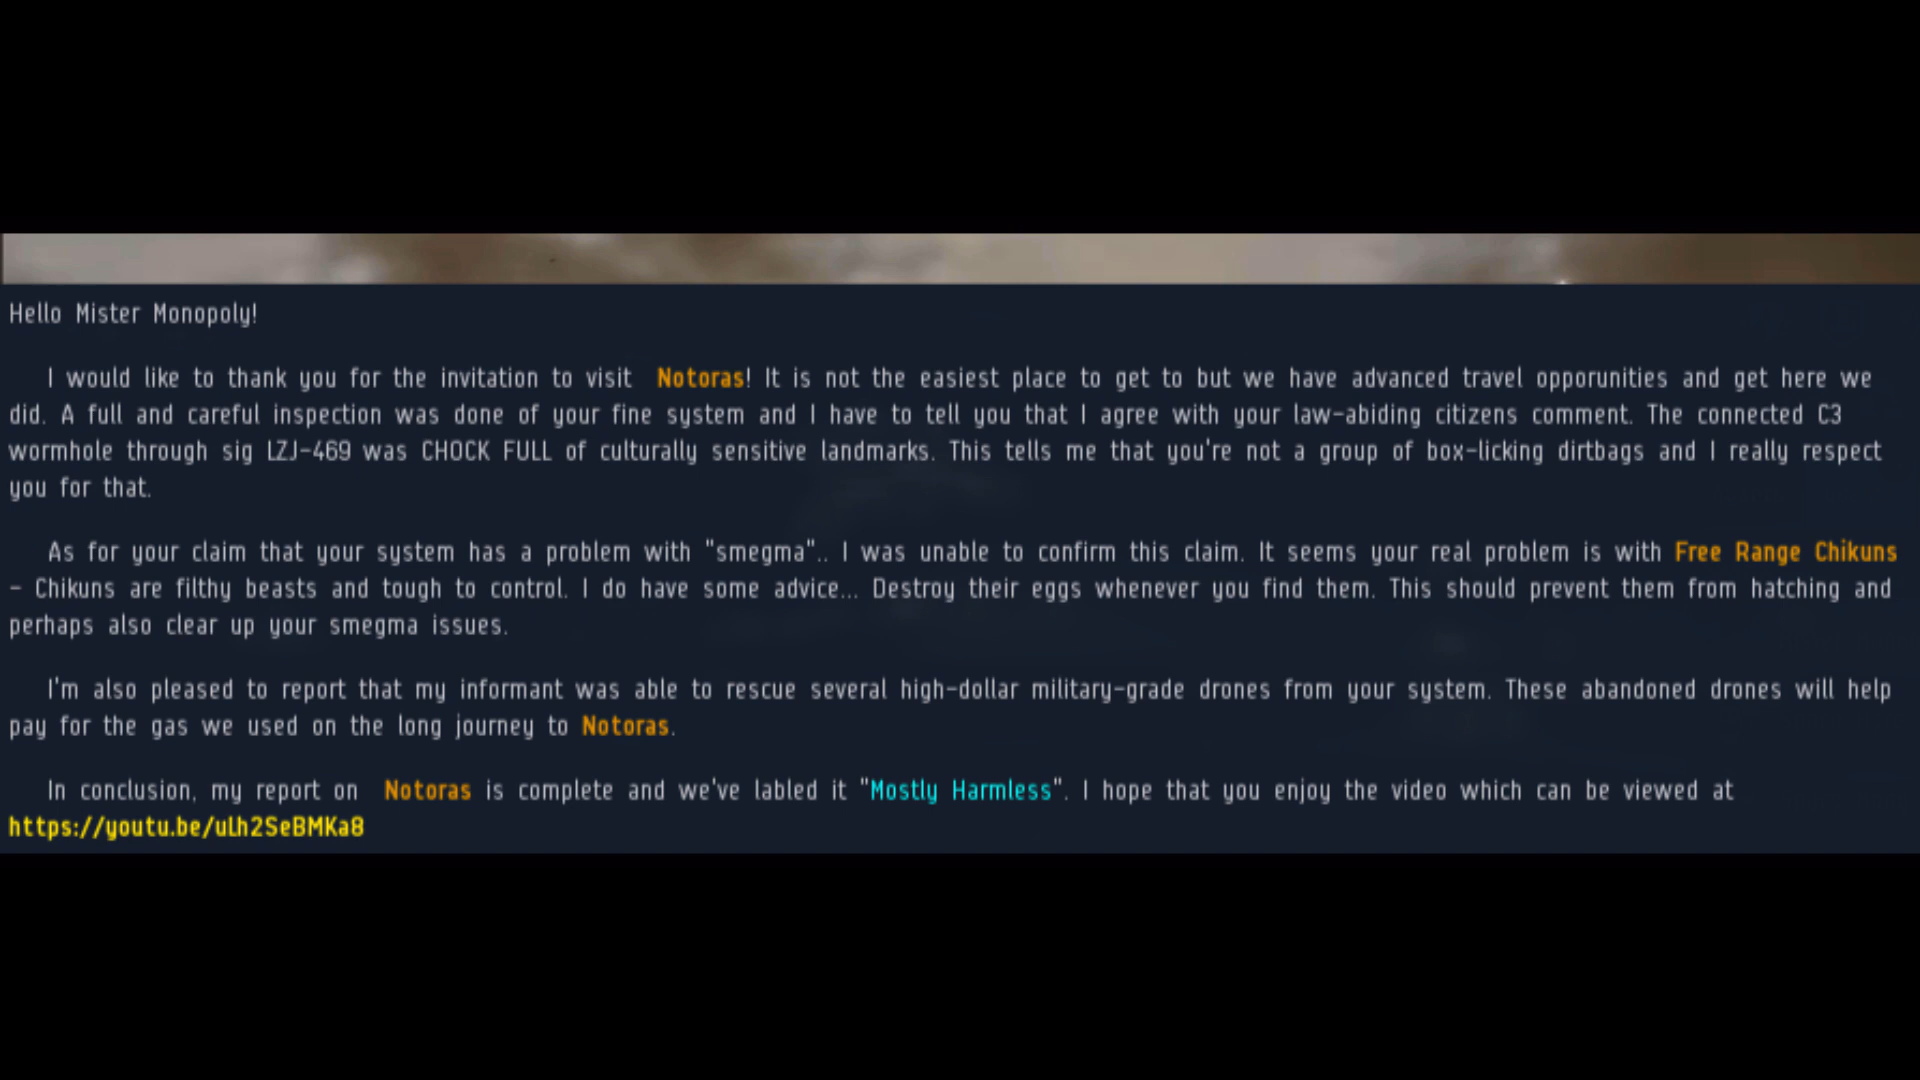 Hello Mister Monopoly!
I would like to thank you for the invitation to visit Notoras! It is not the easiest place to get to but we have advanced travel opporunities and get here we
did. A full and careful inspection was done of your fine system and I have to tell you that I agree with your law-abiding citizens comment. The connected C3
wormhole through sig LZJ-469 was CHOCK FULL of culturally sensitive landmarks. This tells me that you're not a group of box-licking dirtbags and I really respect
you for that.
As for your claim that your system has a problem with "smegma".. I was unable to confirm this claim. It seems your real problem is with Free Range Chikuns
- Chikuns are filthy beasts and tough to control. I do have some advice... Destroy their eggs whenever you find them. This should prevent them from hatching and
perhaps also clear up your smegma issues.
I'm also pleased to report that my informant was able to rescue several high-dollar military-grade drones from your system. These abandoned drones will help
pay for the gas we used on the long journey to Notoras.
In conclusion, my report on Notoras is complete and we've labled it "Mostly Harmless". I hope that you enjoy the video which can be viewed at
https://youtu.be/uLh2SeBMKa8